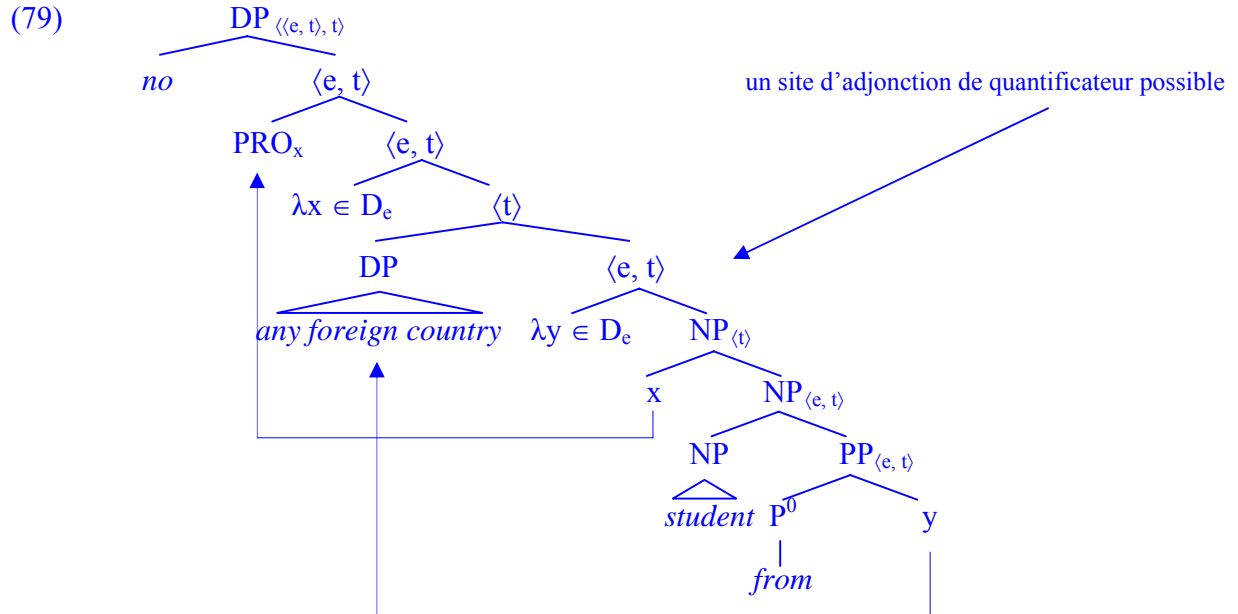 (79) DP ⟨⟨e, t⟩, t⟩
no ⟨e, t⟩ un site d'adjonction de quantificateur possible
PROx ⟨e, t⟩
λx ∈ De ⟨t⟩
DP ⟨e, t⟩
any foreign country λy ∈ De NP⟨t⟩
x NP⟨e, t⟩
NP PP⟨e, t⟩
student P0 y
from